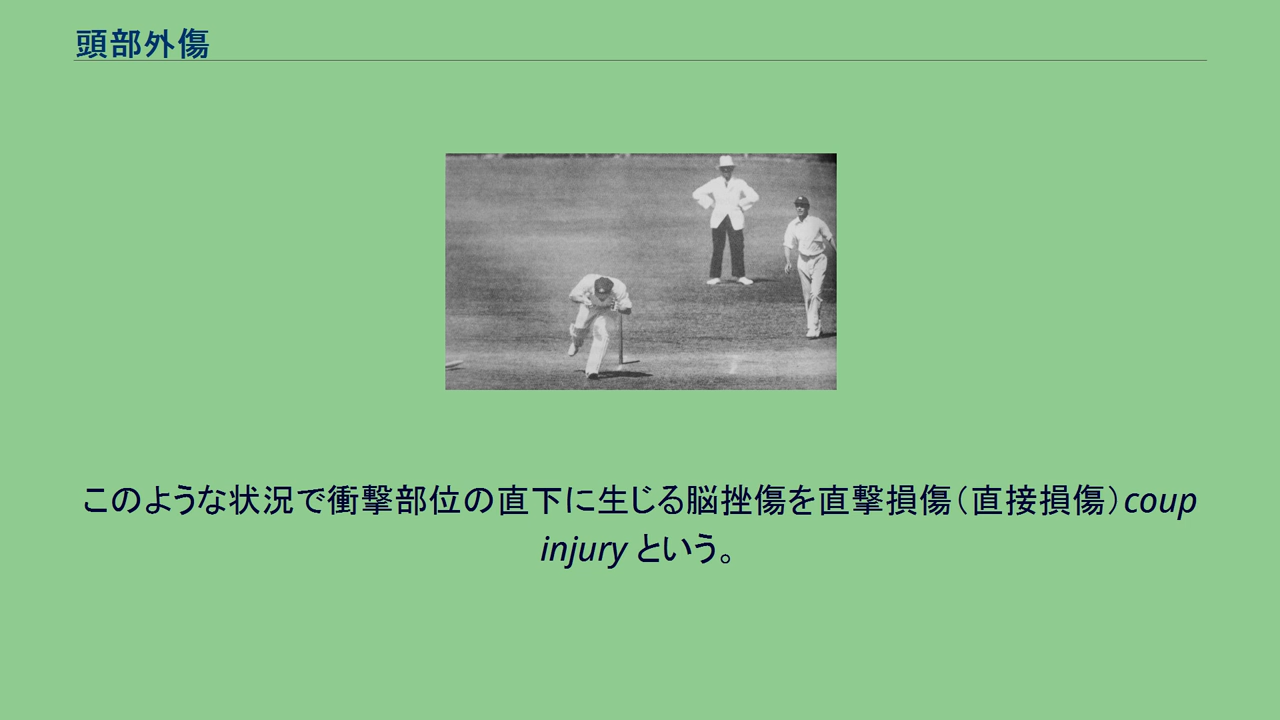 頭部外傷
このような状況で衝撃部位の直下に生じる脳挫傷を直撃損傷（直接損傷）coup
injury という。